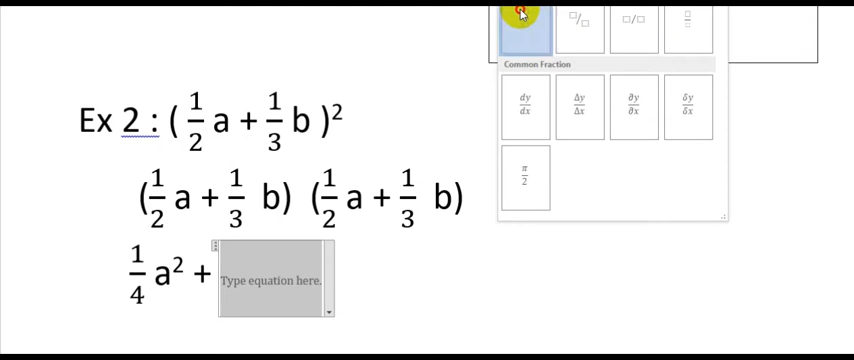 Common Fraction
dy/dx Δy/Δx ∂y/∂x δy/δx
π/2
Ex 2 : ( 1/2 a + 1/3 b )²
(1/2 a + 1/3 b) (1/2 a + 1/3 b)
1/4 a² + Type equation here.